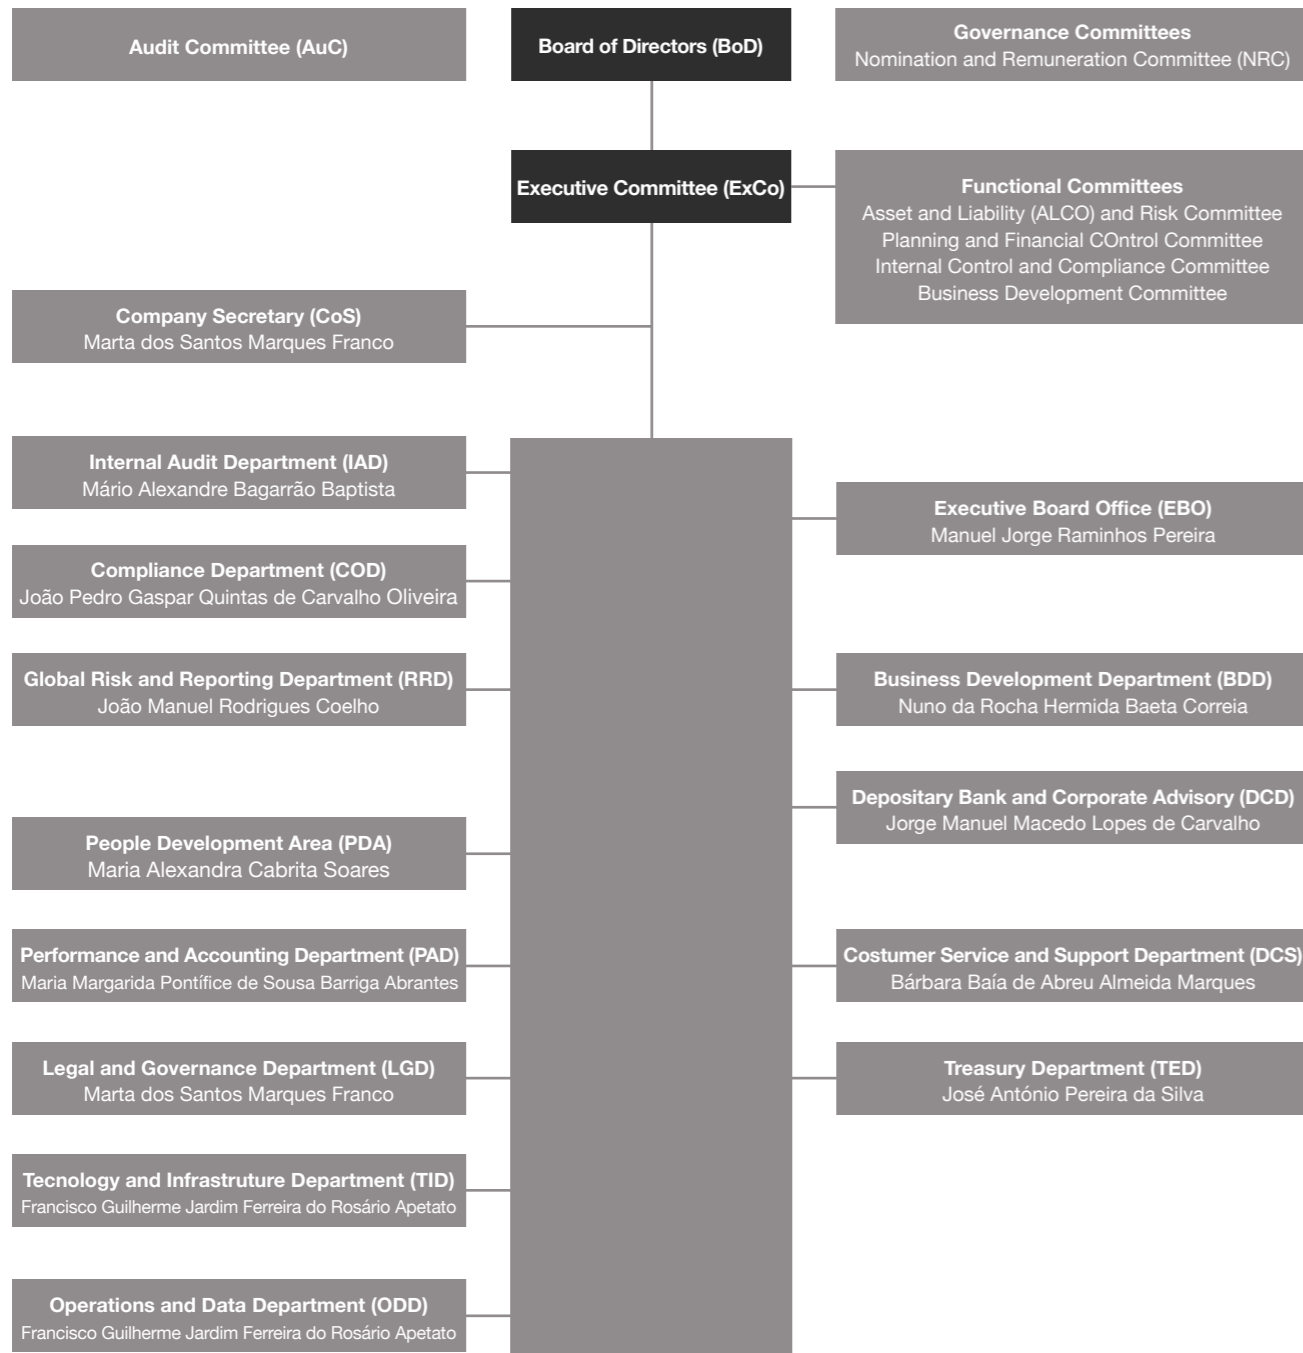 Audit Committee (AuC)
Board of Directors (BoD)
Governance Committees
Nomination and Remuneration Committee (NRC)
Executive Committee (ExCo)
Functional Committees
Asset and Liability (ALCO) and Risk Committee
Planning and Financial COntrol Committee
Internal Control and Compliance Committee
Business Development Committee
Company Secretary (CoS)
Marta dos Santos Marques Franco
Internal Audit Department (IAD)
Mário Alexandre Bagarrão Baptista
Executive Board Office (EBO)
Manuel Jorge Raminhos Pereira
Compliance Department (COD)
João Pedro Gaspar Quintas de Carvalho Oliveira
Global Risk and Reporting Department (RRD)
João Manuel Rodrigues Coelho
Business Development Department (BDD)
Nuno da Rocha Hermida Baeta Correia
Depositary Bank and Corporate Advisory (DCD)
Jorge Manuel Macedo Lopes de Carvalho
People Development Area (PDA)
Maria Alexandra Cabrita Soares
Performance and Accounting Department (PAD)
Maria Margarida Pontífice de Sousa Barriga Abrantes
Costumer Service and Support Department (DCS)
Bárbara Baía de Abreu Almeida Marques
Legal and Governance Department (LGD)
Marta dos Santos Marques Franco
Treasury Department (TED)
José António Pereira da Silva
Tecnology and Infrastruture Department (TID)
Francisco Guilherme Jardim Ferreira do Rosário Apetato
Operations and Data Department (ODD)
Francisco Guilherme Jardim Ferreira do Rosário Apetato